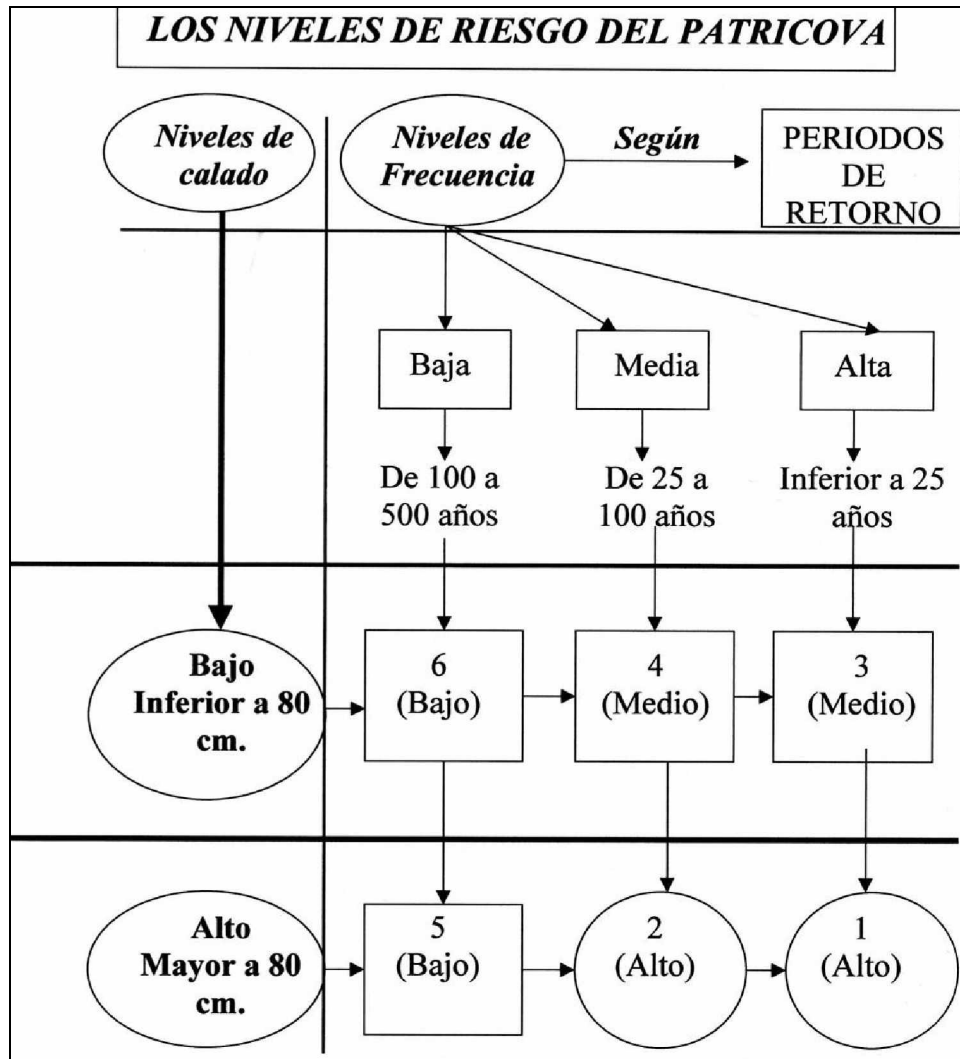 LOS NIVELES DE RIESGO DEL PATRICOVA
Niveles de
calado
Niveles de
Frecuencia
Según
PERIODOS
DE
RETORNO
Baja
Media
Alta
De 100 a
500 años
De 25 a
100 años
Inferior a 25
años
Bajo
Inferior a 80
cm.
6
(Bajo)
4
(Medio)
3
(Medio)
Alto
Mayor a 80
cm.
5
(Bajo)
2
(Alto)
1
(Alto)